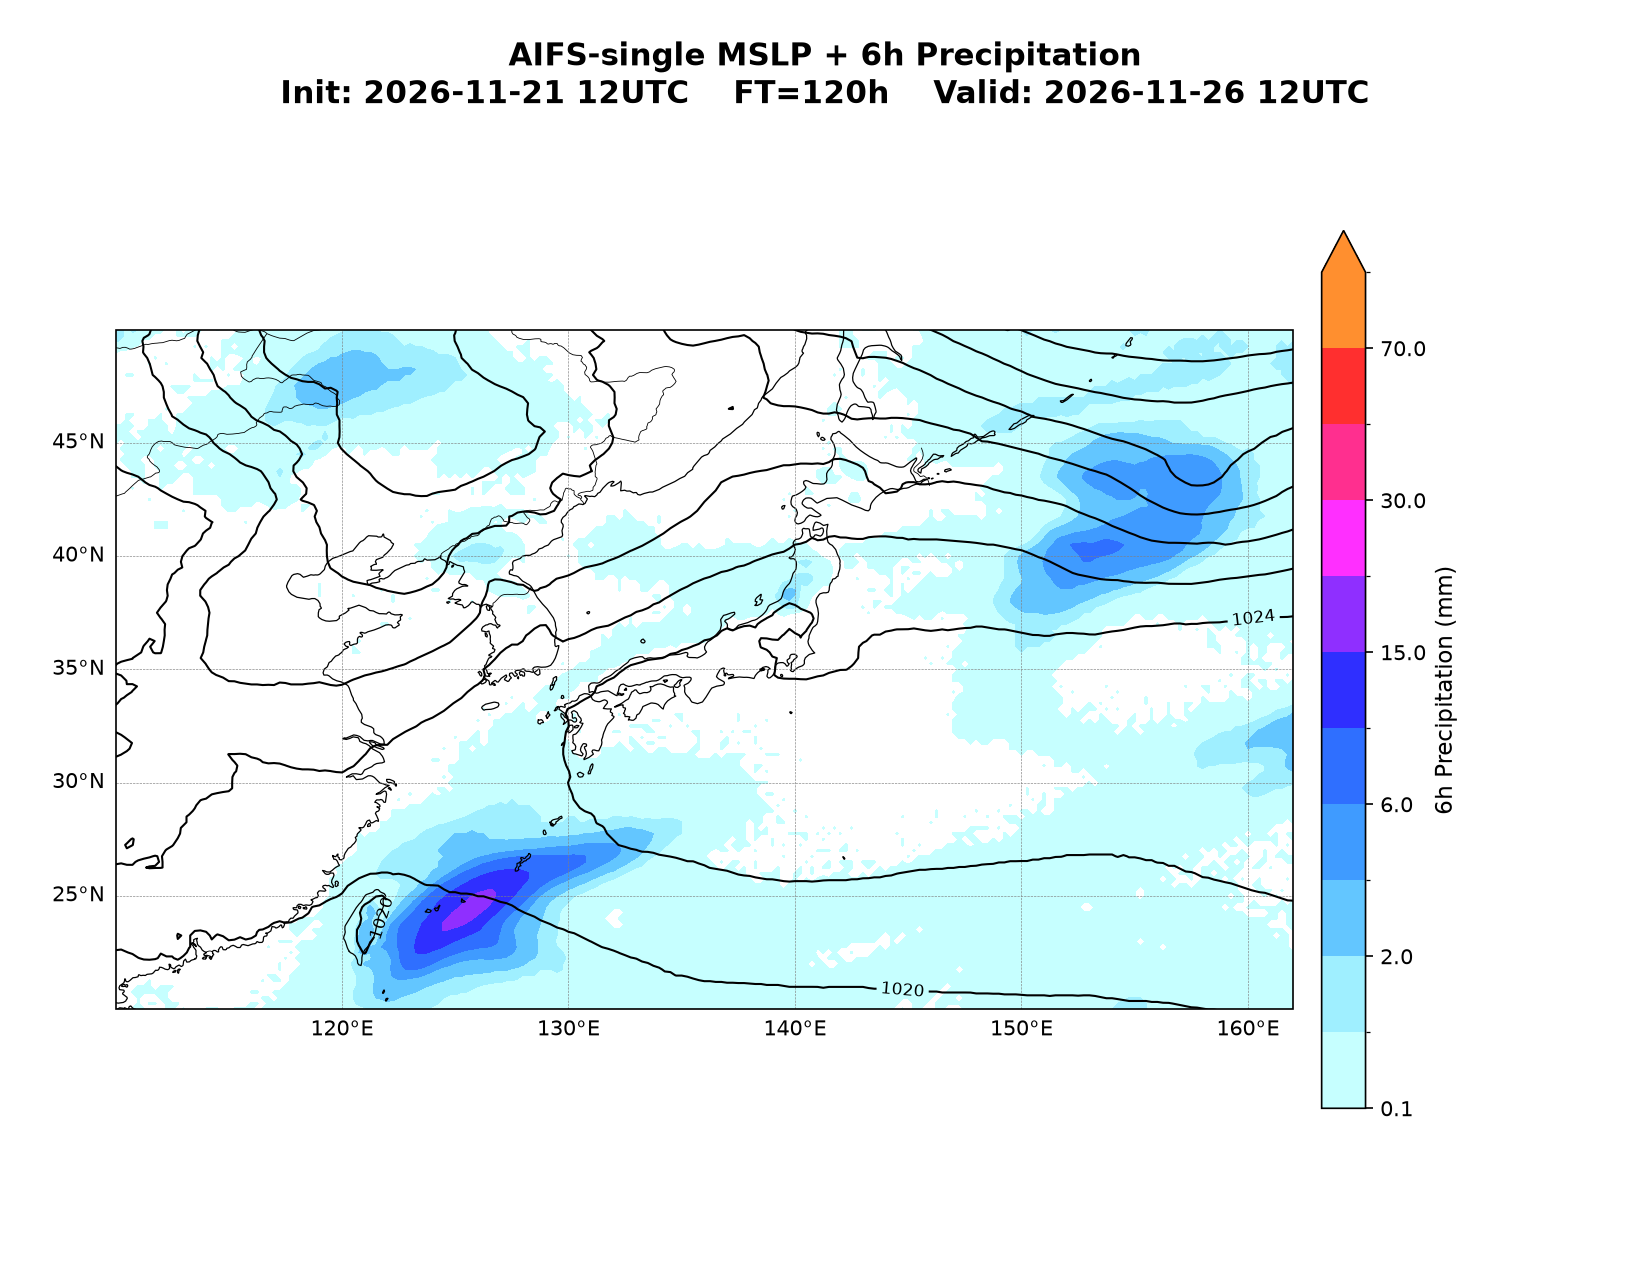 AIFS-single MSLP + 6h Precipitation
Init: 2026-11-21 12UTC    FT=120h    Valid: 2026-11-26 12UTC
70.0
30.0
15.0
6.0
2.0
0.1
6h Precipitation (mm)
45°N
40°N
35°N
30°N
25°N
1024
1020
1020
120°E
130°E
140°E
150°E
160°E